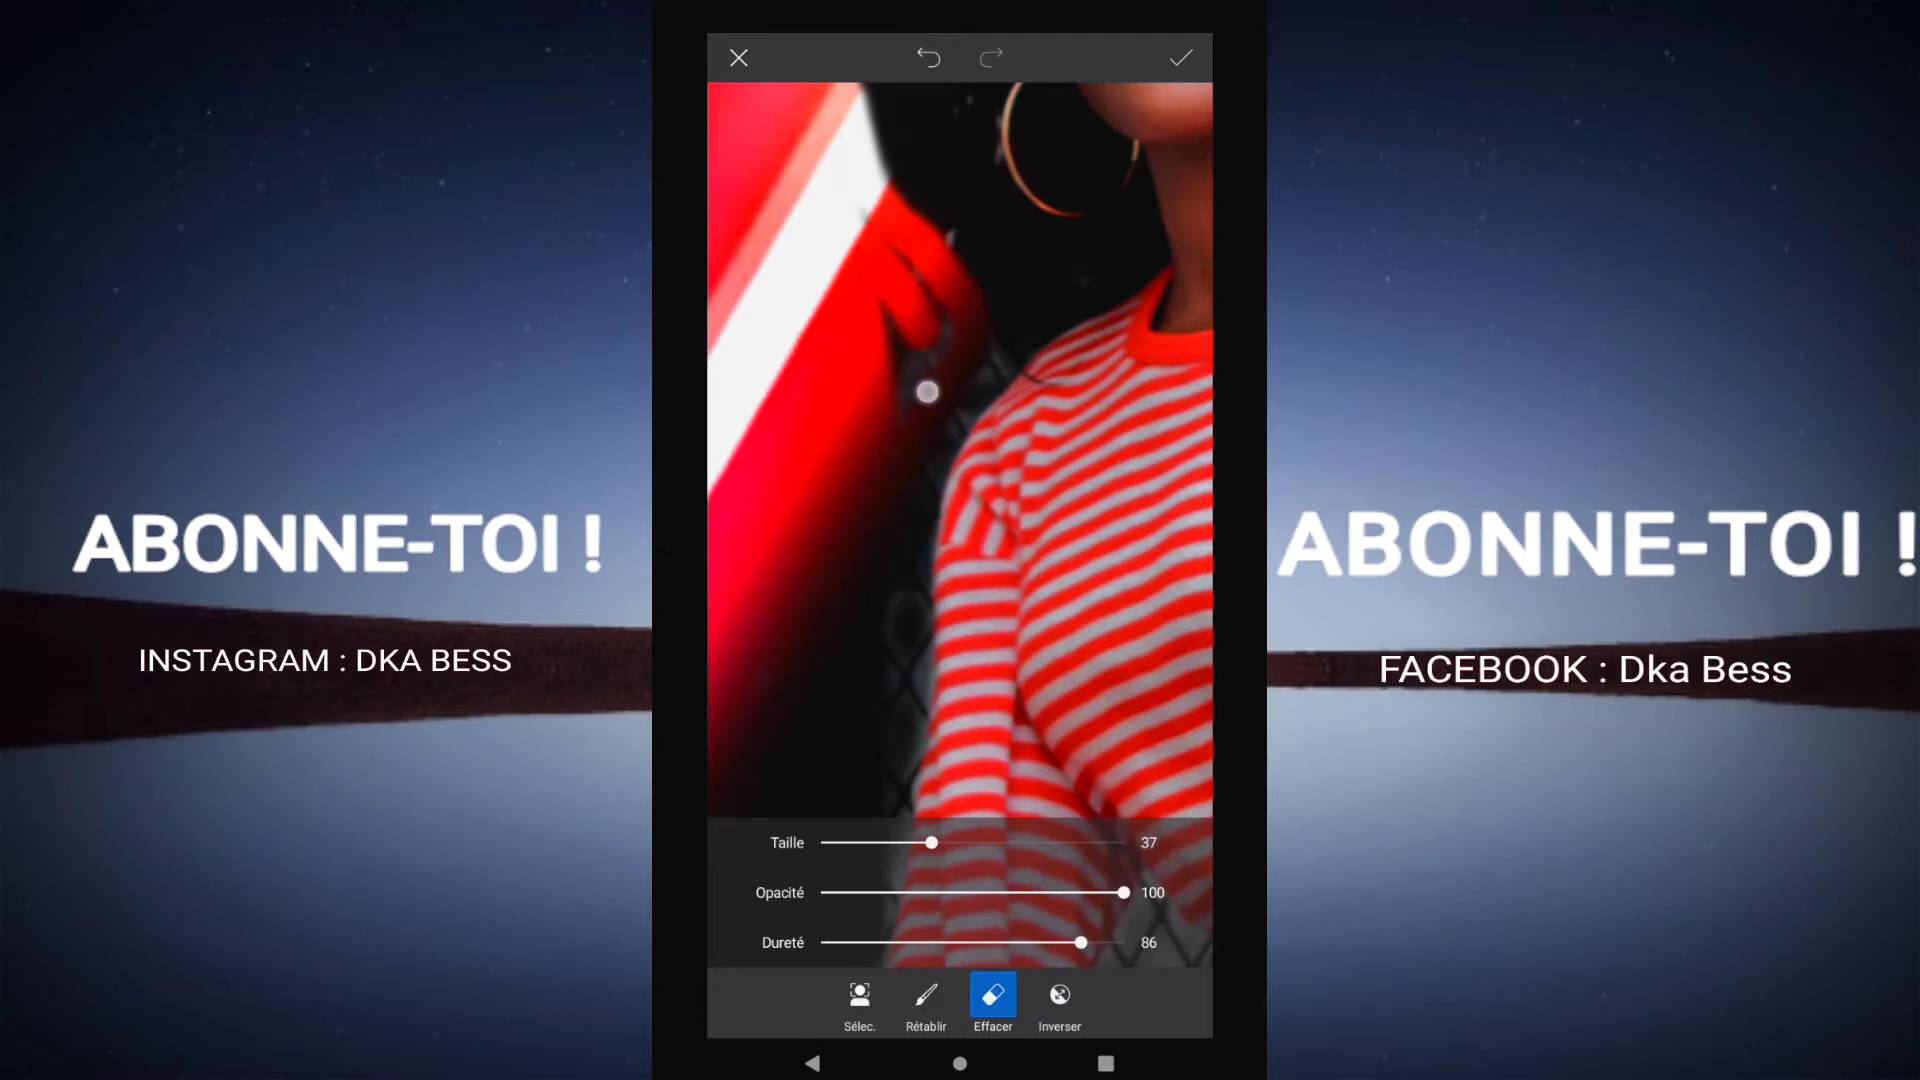 ABONNE-TOI !
INSTAGRAM : DKA BESS
Taille 37
Opacité 100
Dureté 86
Sélec. Rétablir Effacer Inverser
ABONNE-TOI !
FACEBOOK : Dka Bess